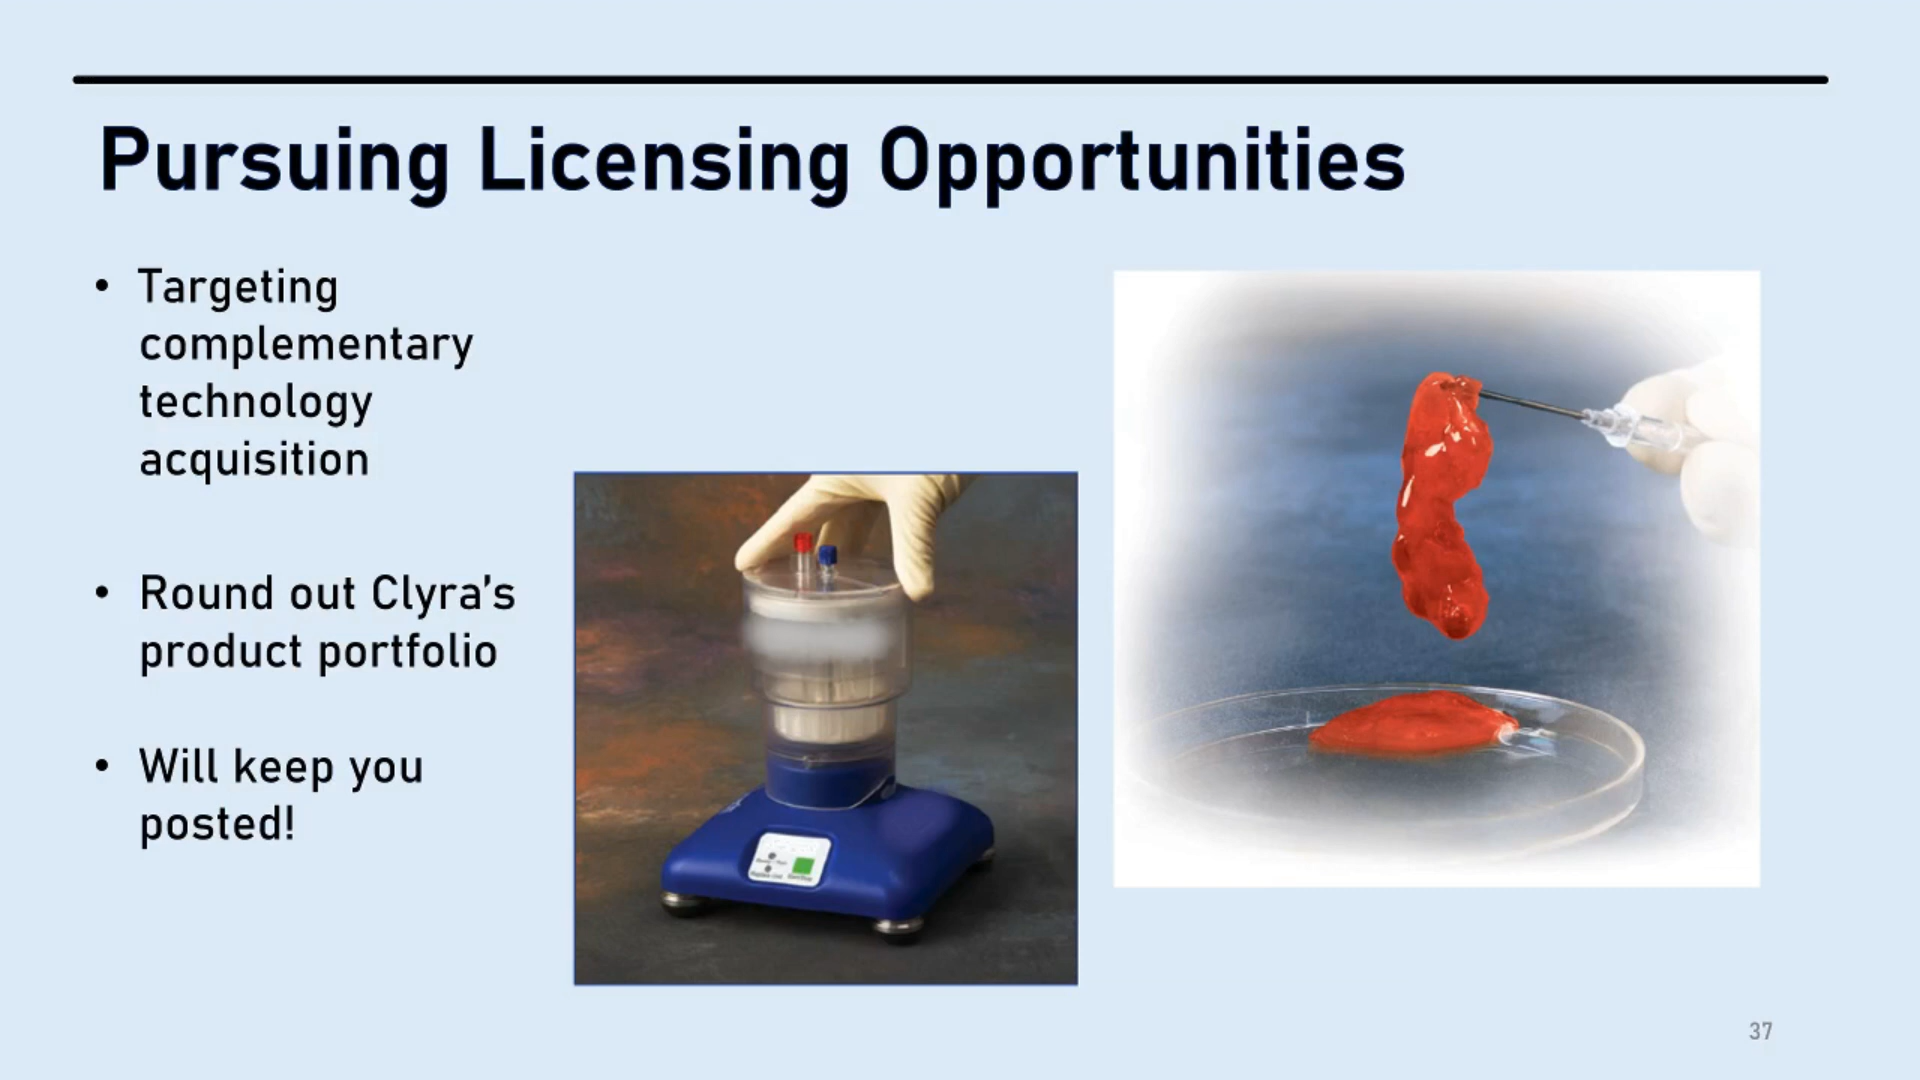 Pursuing Licensing Opportunities
• Targeting
complementary
technology
acquisition
• Round out Clyra's
product portfolio
• Will keep you
posted!
37